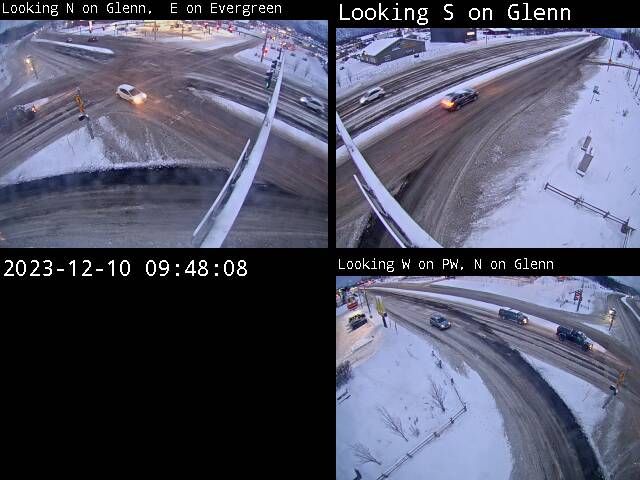 Looking N on Glenn,  E on Evergreen
Looking S on Glenn
2023-12-10 09:48:08
Looking W on PW, N on Glenn